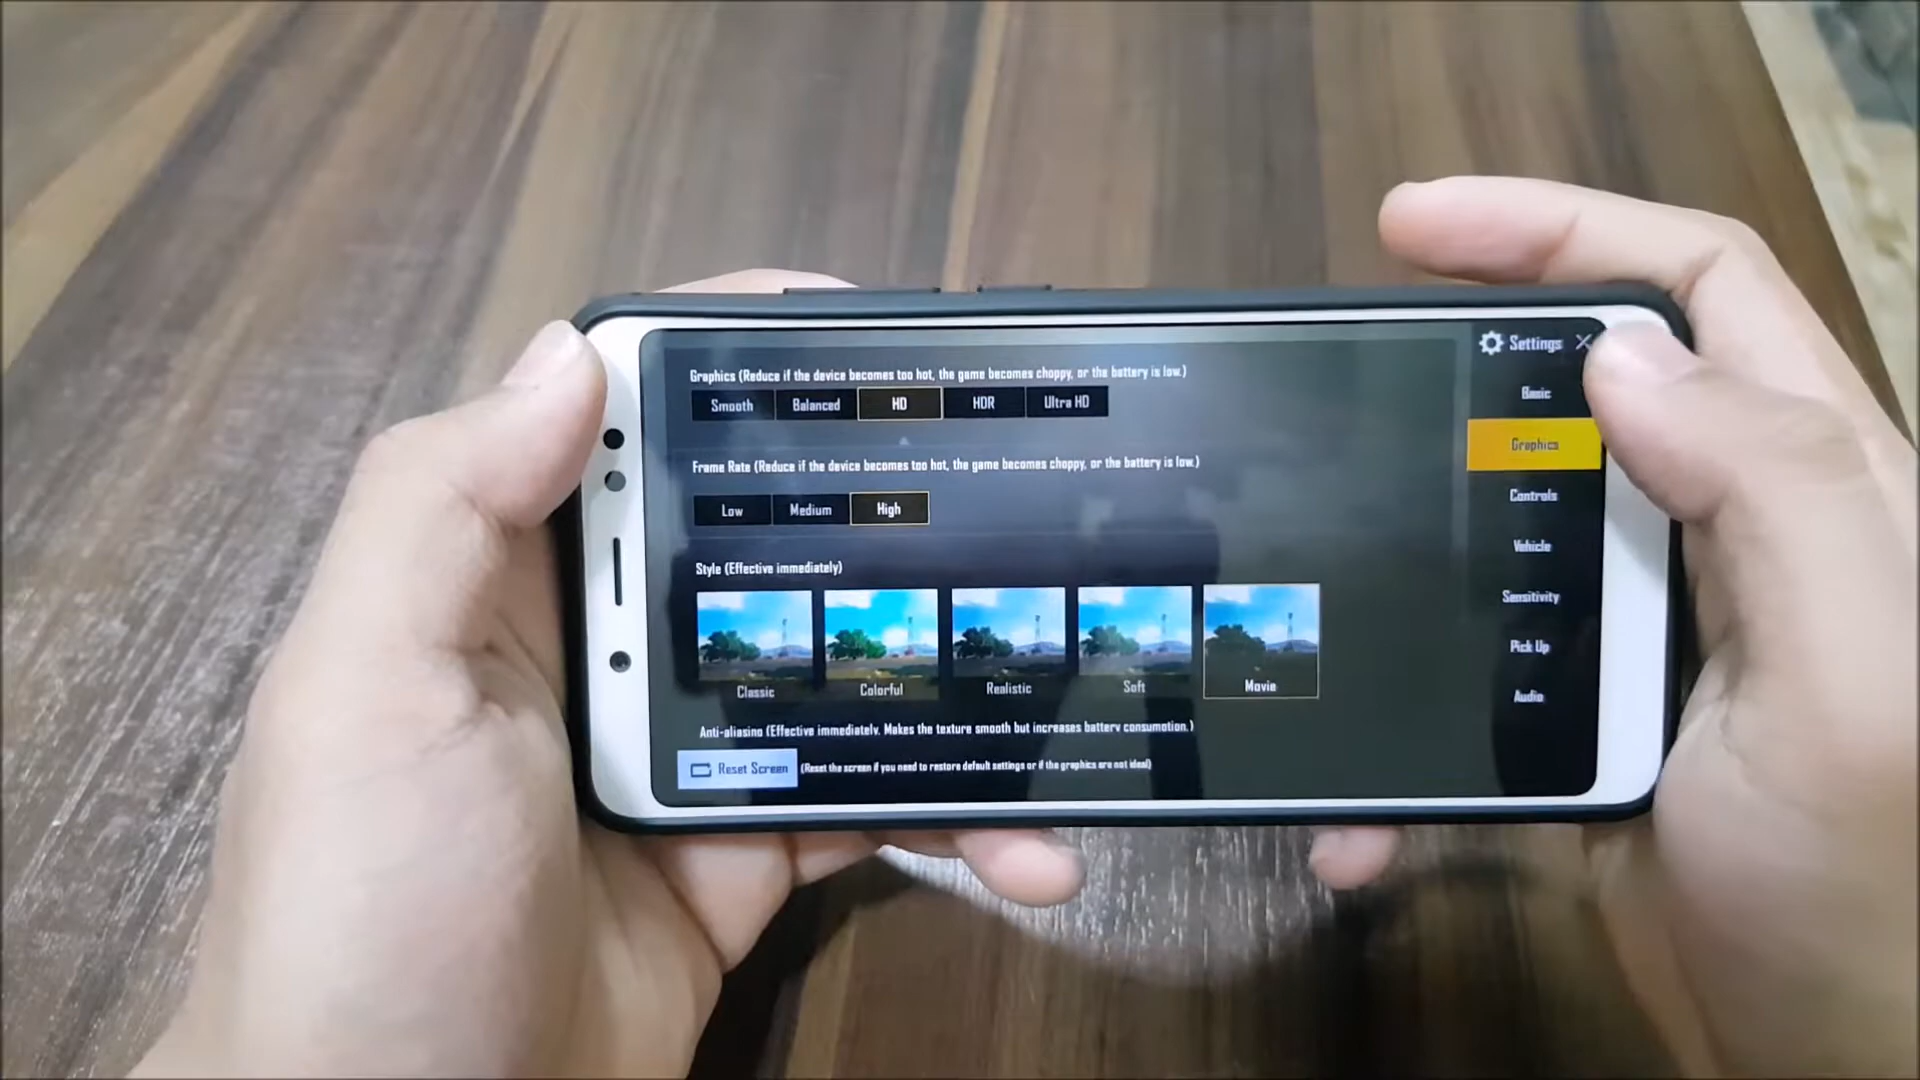 Graphics (Reduce if the device becomes too hot, the game becomes choppy, or the battery is low.)
Smooth Balanced HD HDR Ultra HD
Frame Rate (Reduce if the device becomes too hot, the game becomes choppy, or the battery is low.)
Low Medium High
Style (Effective immediately)
Classic Colorful Realistic Soft Movie
Anti-aliasing (Effective immediately. Makes the texture smooth but increases battery consumption.)
Reset Screen (Reset the screen if you need to restore default settings or if the graphics are not ideal)
Settings X
Basic
Graphics
Controls
Vehicle
Sensitivity
Pick Up
Audio